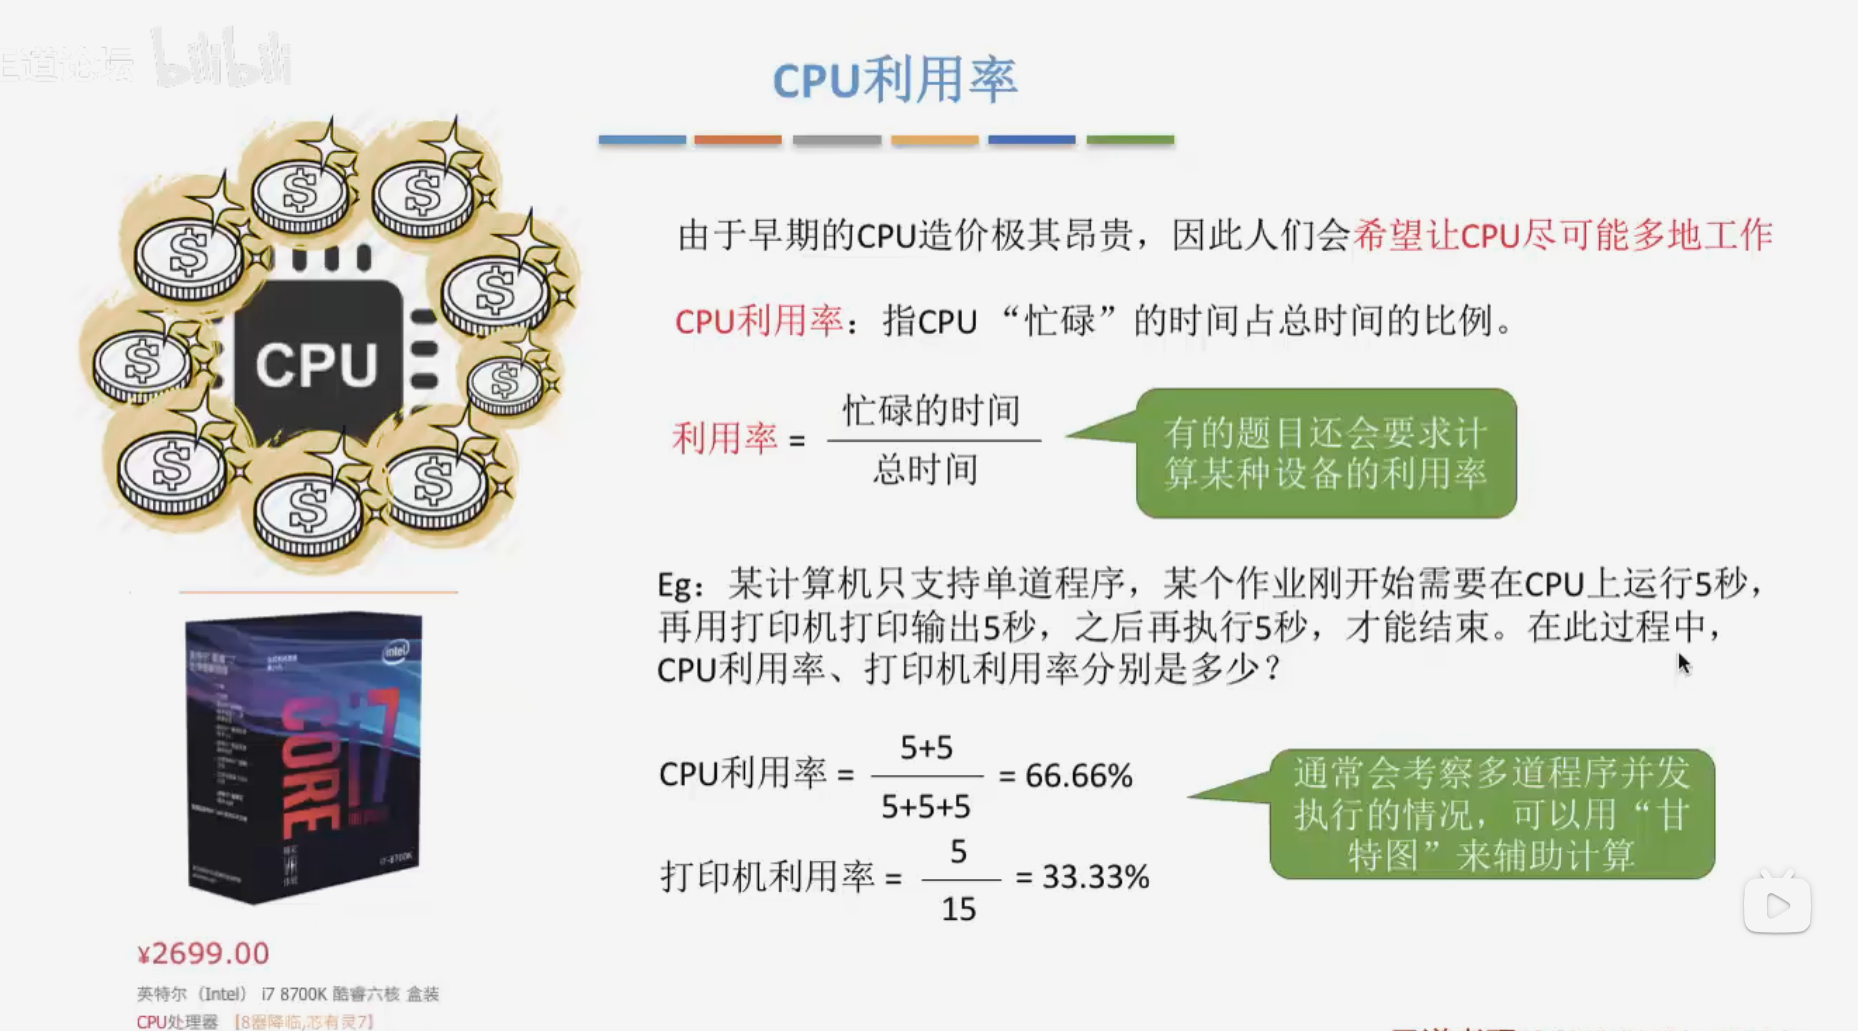 道论坛 bilibili
CPU利用率
由于早期的CPU造价极其昂贵，因此人们会希望让CPU尽可能多地工作
CPU利用率：指CPU “忙碌”的时间占总时间的比例。
利用率 =
忙碌的时间
总时间
有的题目还会要求计
算某种设备的利用率
Eg：某计算机只支持单道程序，某个作业刚开始需要在CPU上运行5秒，
再用打印机打印输出5秒，之后再执行5秒，才能结束。在此过程中，
CPU利用率、打印机利用率分别是多少？
CPU利用率 =
5+5
5+5+5
= 66.66%
打印机利用率 =
5
15
= 33.33%
通常会考察多道程序并发
执行的情况，可以用“甘
特图”来辅助计算
$
$
$
$
$
$
$
$
$
CPU
intel
CORE
i7
i7-8700K
¥2699.00
英特尔（Intel） i7 8700K 酷睿六核 盒装
CPU处理器 【8器降临,芯有灵7】